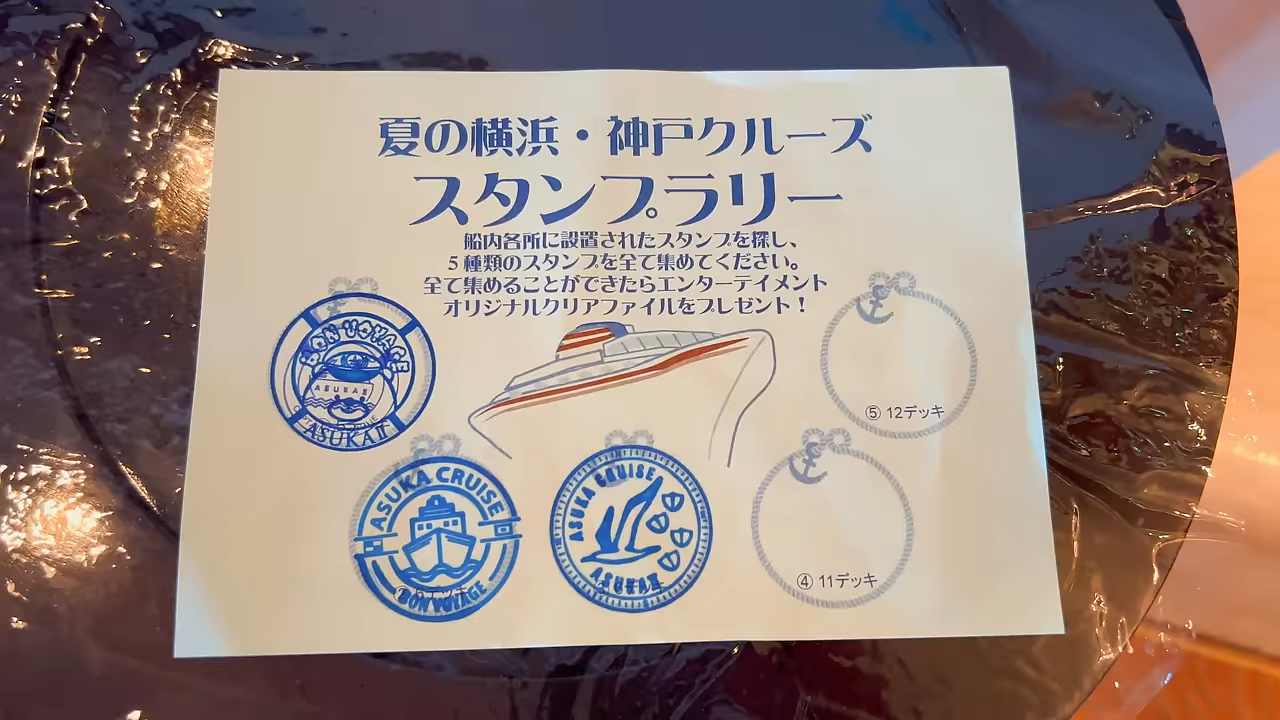 夏の横浜・神戸クルーズ
スタンプラリー
船内各所に設置されたスタンプを探し、
5種類のスタンプを全て集めてください。
全て集めることができたらエンターテイメント
オリジナルクリアファイルをプレゼント！
BON VOYAGE
ASUKAII
ASUKAII
⑤ 12デッキ
ASUKA CRUISE
BON VOYAGE
ASUKA CRUISE
ASUKAII
④ 11デッキ